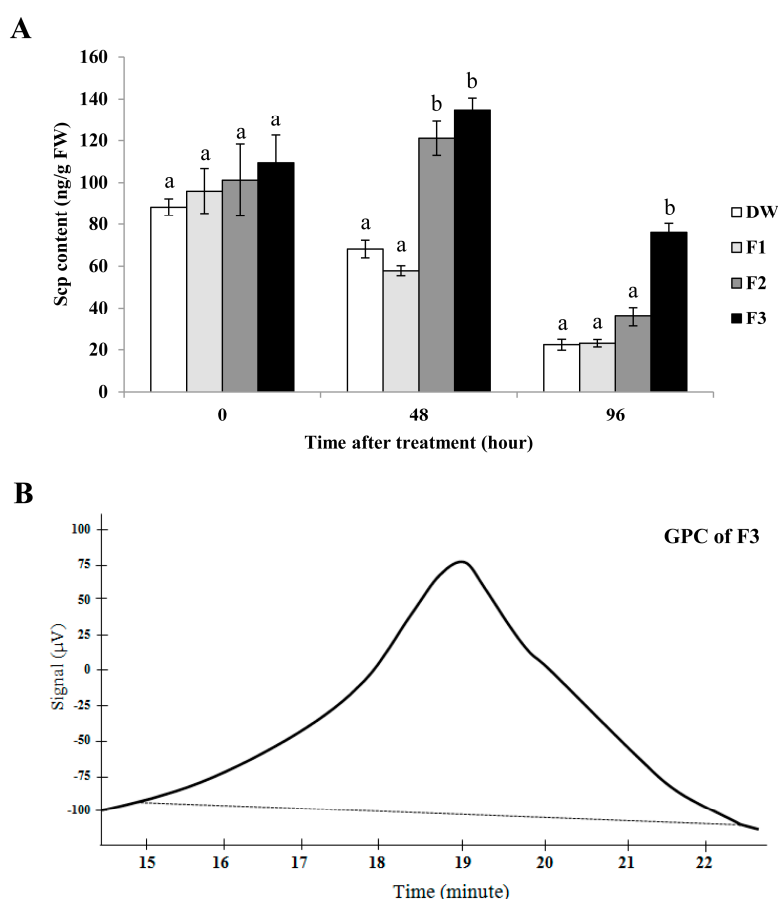 A
160
140
120
100
80
60
40
20
0
Scp content (ng/g FW)
a a a a
a a b b
a a a b
0 48 96
Time after treatment (hour)
DW
F1
F2
F3
B
GPC of F3
100
75
50
25
0
-25
-50
-75
-100
Signal (µV)
15 16 17 18 19 20 21 22
Time (minute)